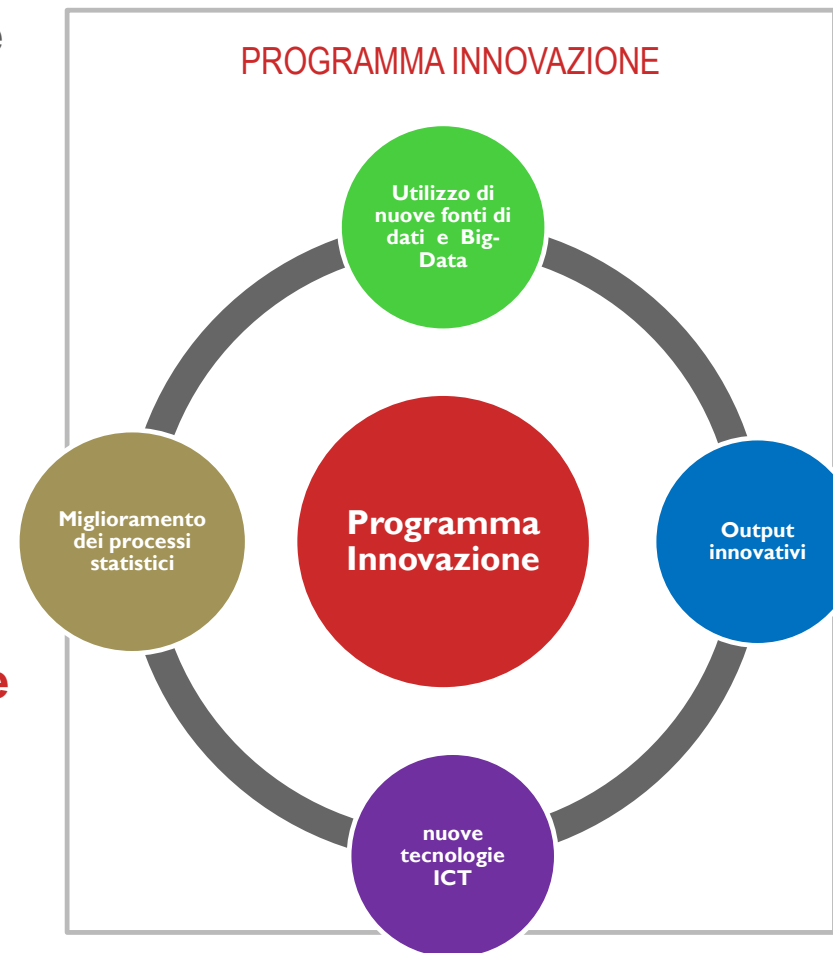 e
PROGRAMMA INNOVAZIONE
Utilizzo di
nuove fonti di
dati e Big-
Data
Miglioramento
dei processi
statistici
Programma
Innovazione
Output
innovativi
e
nuove
tecnologie
ICT